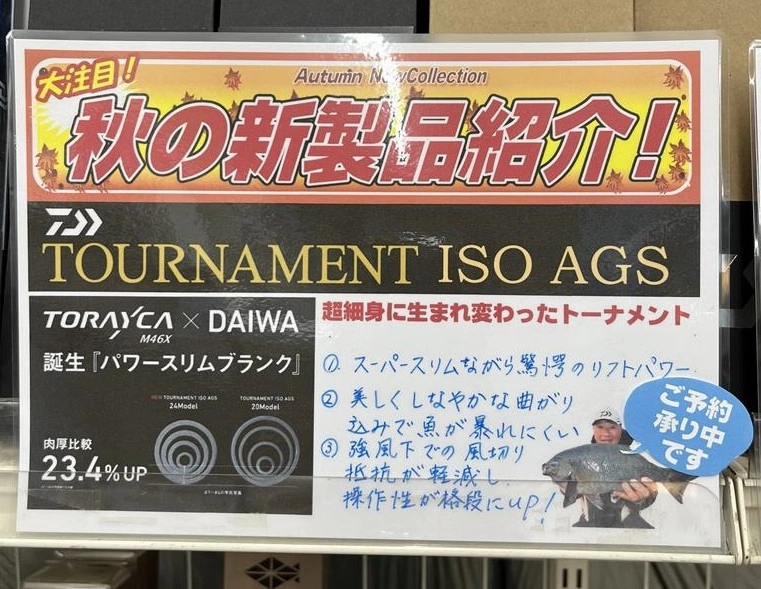 大注目!
Autumn NewCollection
秋の新製品紹介!
TOURNAMENT ISO AGS
TORAYCA × DAIWA
M46X
誕生『パワースリムブランク』
NEW TOURNAMENT ISO AGS
24Model
TOURNAMENT ISO AGS
20Model
肉厚比較
23.4%UP
超細身に生まれ変わったトーナメント
① スーパースリムながら驚愕のリフトパワー
② 美しくしなやかな曲がり
込みで魚が暴れにくい
③ 強風下での風切り
抵抗が軽減し
操作性が格段にup!
ご予約
承り中
です